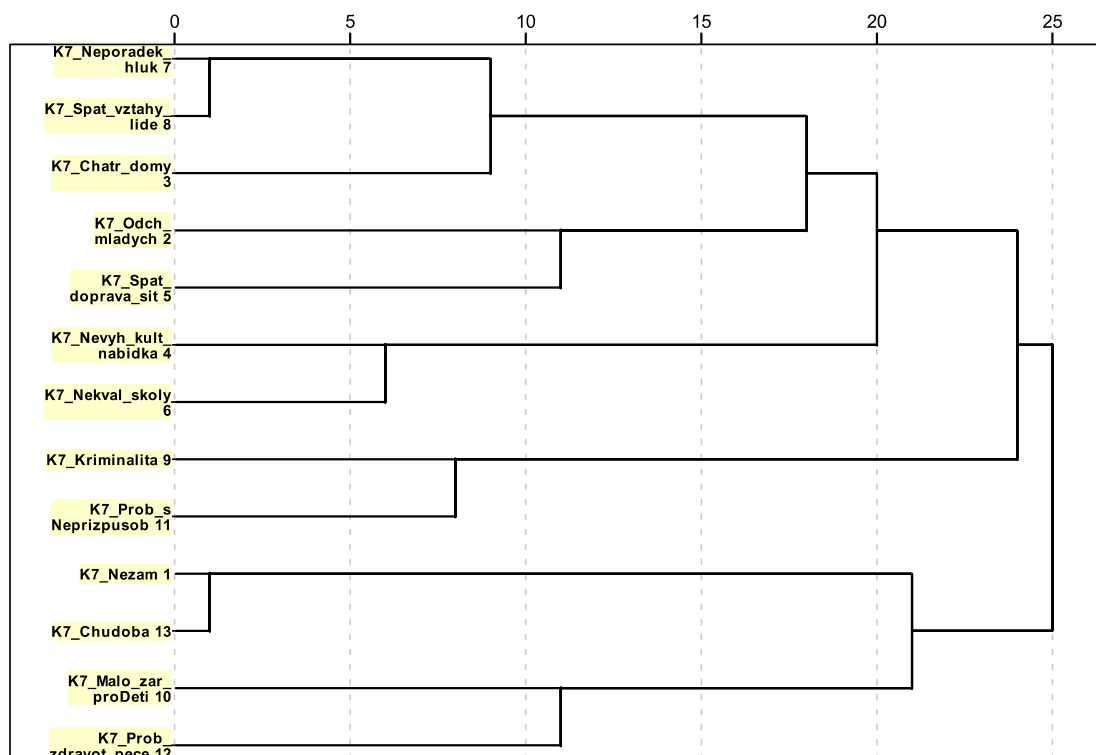 0 5 10 15 20 25
K7_Neporadek_
hluk 7
K7_Spat_vztahy_
lide 8
K7_Chatr_domy
3
K7_Odch_
mladych 2
K7_Spat_
doprava_sit 5
K7_Nevyh_kult_
nabidka 4
K7_Nekval_skoly
6
K7_Kriminalita 9
K7_Prob_s
Neprizpusob 11
K7_Nezam 1
K7_Chudoba 13
K7_Malo_zar_
proDeti 10
K7_Prob_
zdravot_pece 12